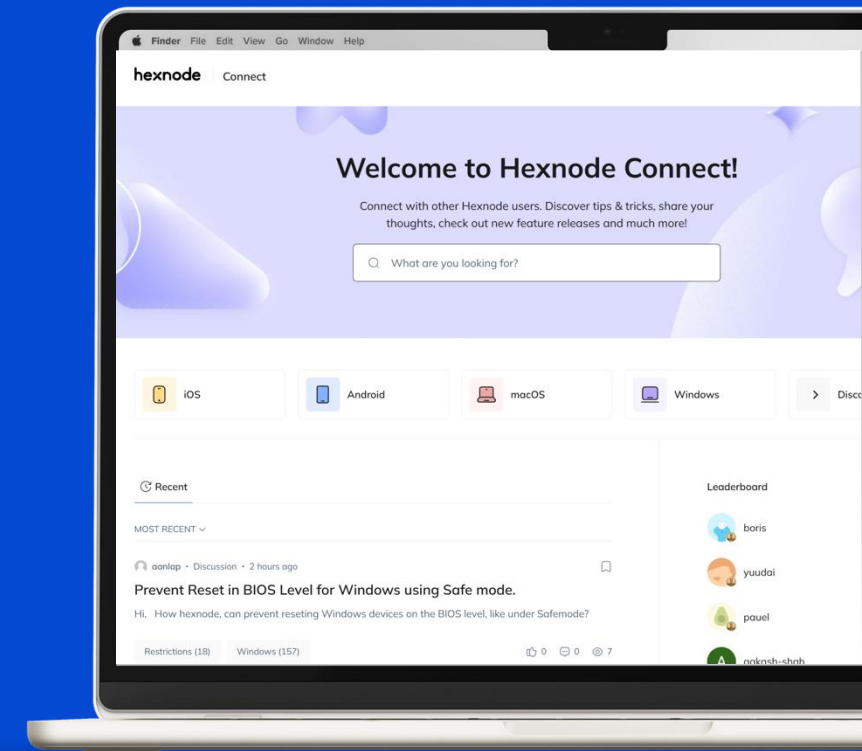 Finder File Edit View Go Window Help
hexnode Connect
Welcome to Hexnode Connect!
Connect with other Hexnode users. Discover tips & tricks, share your
thoughts, check out new feature releases and much more!
What are you looking for?
iOS
Android
macOS
Windows
Recent
MOST RECENT
aonlap • Discussion • 2 hours ago
Prevent Reset in BIOS Level for Windows using Safe mode.
Hi, How hexnode, can prevent reseting Windows devices on the BIOS level, like under Safemode?
Restrictions (18) Windows (157)
0 0 7
Leaderboard
boris
yuudai
pauel
A aakash-shah